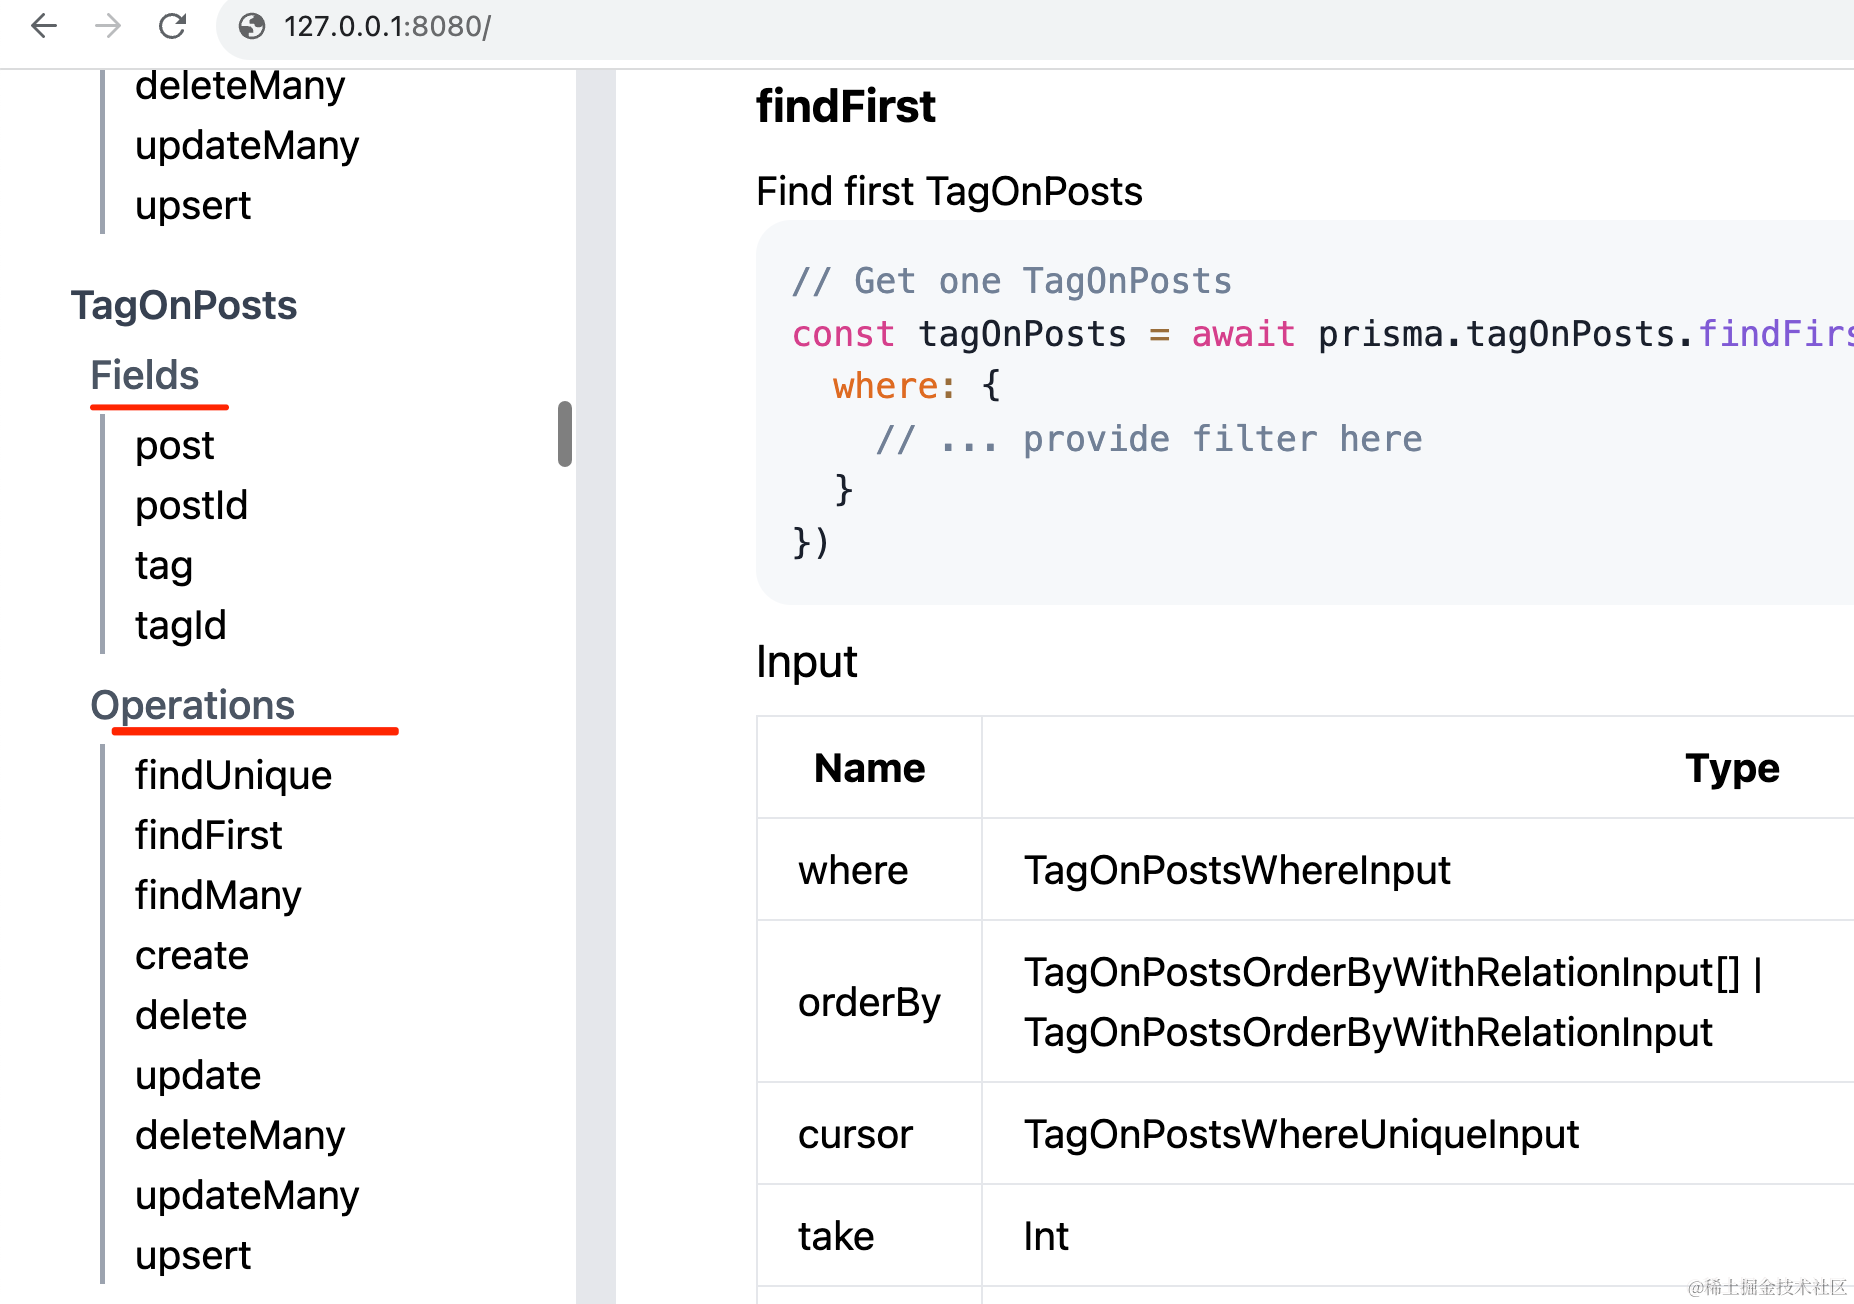 127.0.0.1:8080/
deleteMany
updateMany
upsert
TagOnPosts
Fields
post
postId
tag
tagId
Operations
findUnique
findFirst
findMany
create
delete
update
deleteMany
updateMany
upsert
findFirst
Find first TagOnPosts
// Get one TagOnPosts
const tagOnPosts = await prisma.tagOnPosts.findFirs
where: {
// ... provide filter here
}
})
Input
Name Type
where TagOnPostsWhereInput
orderBy TagOnPostsOrderByWithRelationInput[] |
TagOnPostsOrderByWithRelationInput
cursor TagOnPostsWhereUniqueInput
take Int
@稀土掘金技术社区